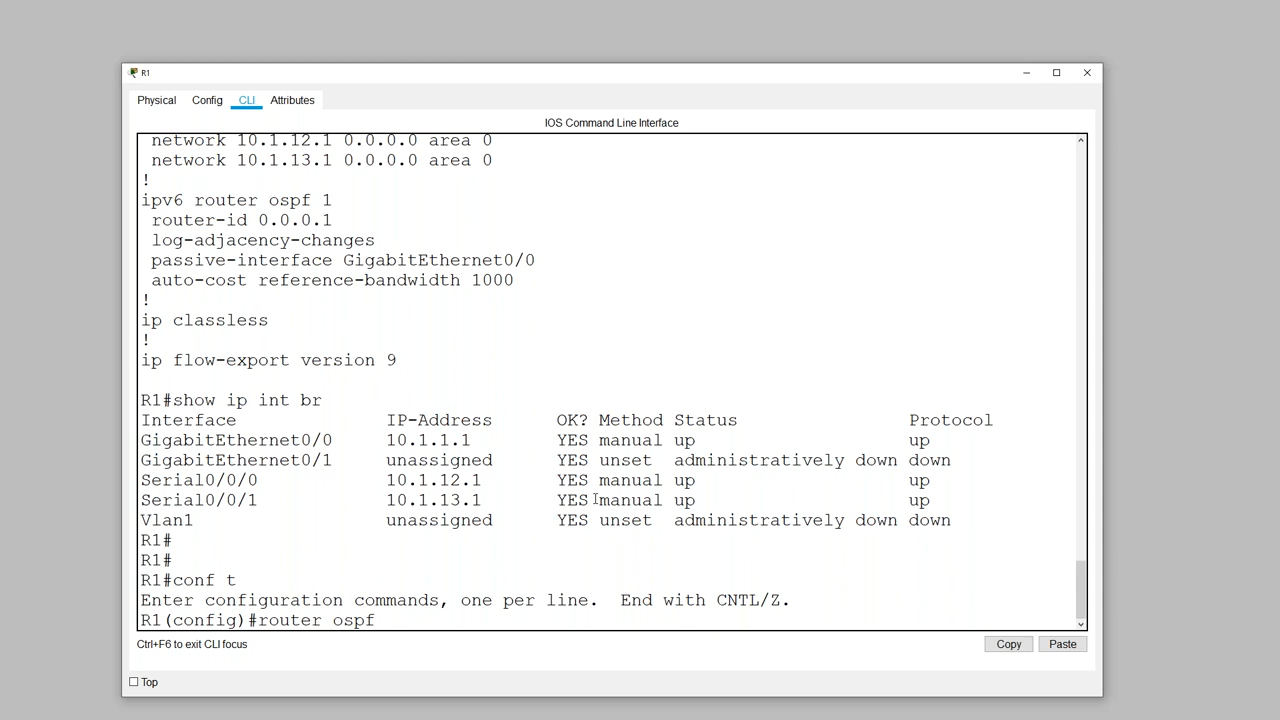 R1
Physical Config CLI Attributes
IOS Command Line Interface
network 10.1.12.1 0.0.0.0 area 0
network 10.1.13.1 0.0.0.0 area 0
!
ipv6 router ospf 1
router-id 0.0.0.1
log-adjacency-changes
passive-interface GigabitEthernet0/0
auto-cost reference-bandwidth 1000
!
ip classless
!
ip flow-export version 9
R1#show ip int br
Interface IP-Address OK? Method Status Protocol
GigabitEthernet0/0 10.1.1.1 YES manual up up
GigabitEthernet0/1 unassigned YES unset administratively down down
Serial0/0/0 10.1.12.1 YES manual up up
Serial0/0/1 10.1.13.1 YES manual up up
Vlan1 unassigned YES unset administratively down down
R1#
R1#
R1#conf t
Enter configuration commands, one per line. End with CNTL/Z.
R1(config)#router ospf
Ctrl+F6 to exit CLI focus Copy Paste
Top